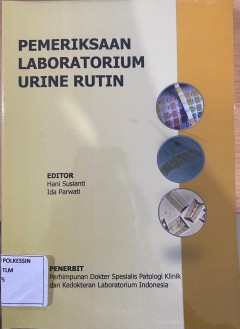 PEMERIKSAAN
LABORATORIUM
URINE RUTIN
EDITOR
Hani Susianti
Ida Parwati
POLKESSIN
TLM
S
PENERBIT
Perhimpunan Dokter Spesialis Patologi Klinik
dan Kedokteran Laboratorium Indonesia